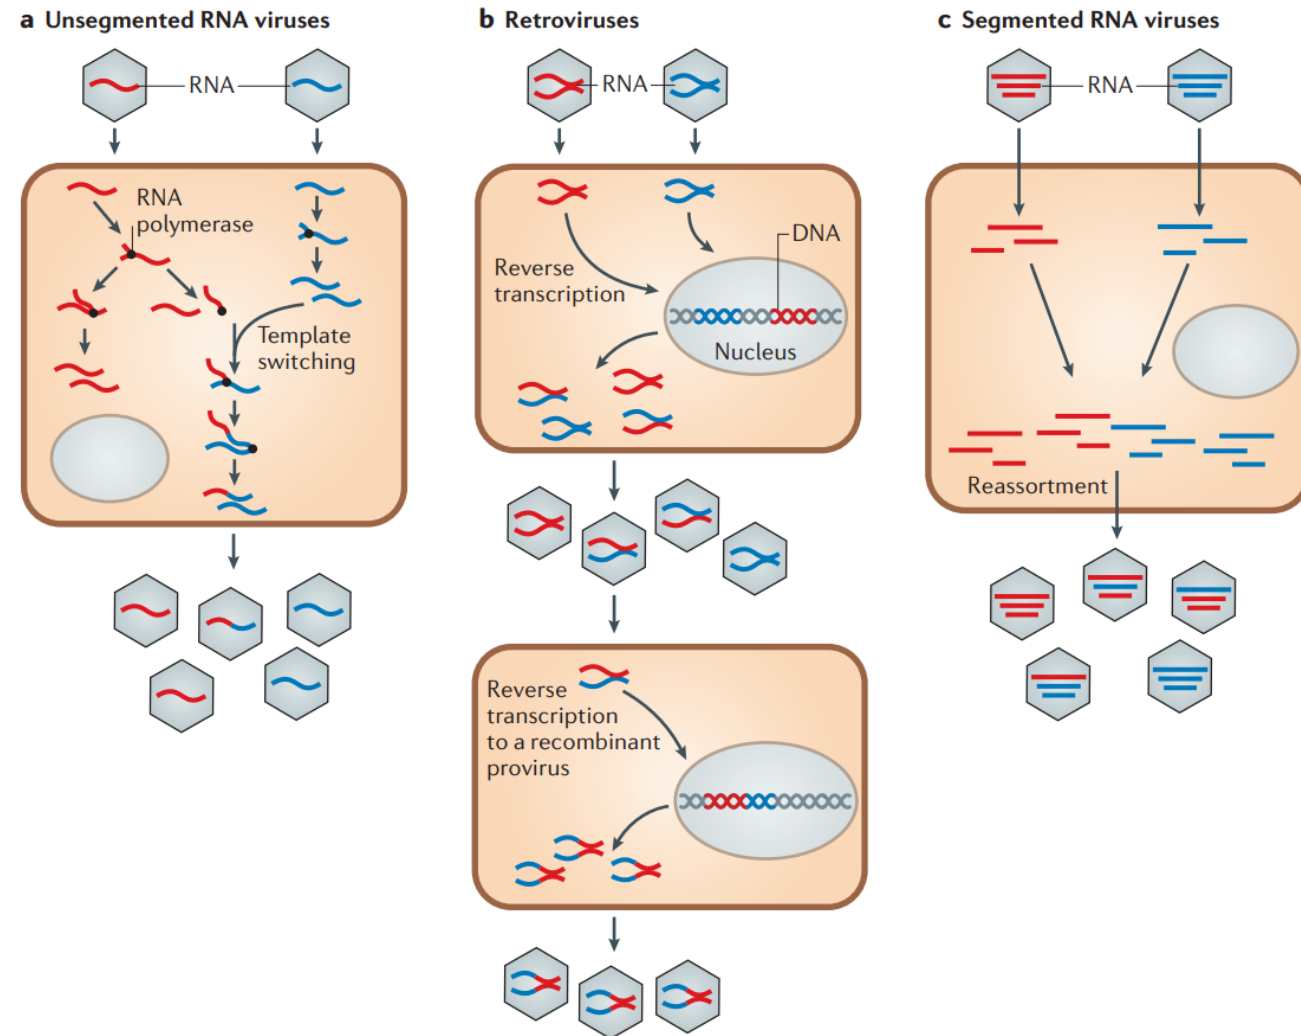 a Unsegmented RNA viruses
RNA
RNA
polymerase
Template
switching
b Retroviruses
RNA
DNA
Reverse
transcription
Nucleus
Reverse
transcription
to a recombinant
provirus
c Segmented RNA viruses
RNA
Reassortment